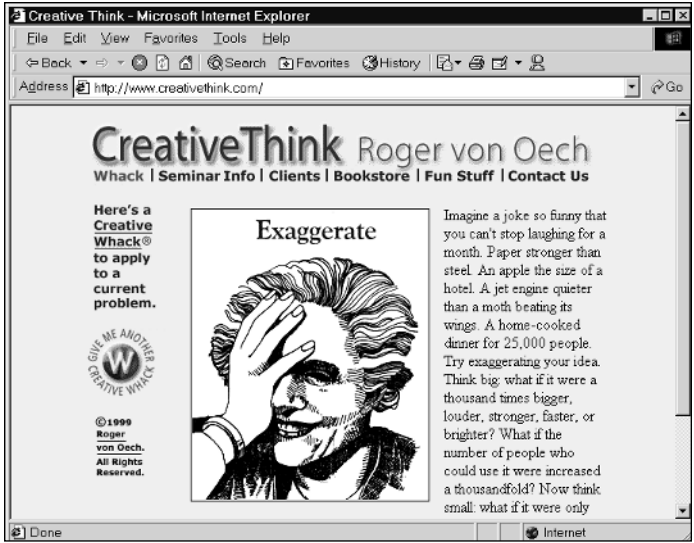 Creative Think - Microsoft Internet Explorer
File Edit View Favorites Tools Help
Back Search Favorites History
Address http://www.creativethink.com/ Go
CreativeThink Roger von Oech
Whack | Seminar Info | Clients | Bookstore | Fun Stuff | Contact Us
Here's a
Creative
Whack®
to apply
to a
current
problem.
GIVE ME ANOTHER
W
CREATIVE WHACK
©1999
Roger
von Oech.
All Rights
Reserved.
Exaggerate
Imagine a joke so funny that
you can't stop laughing for a
month. Paper stronger than
steel. An apple the size of a
hotel. A jet engine quieter
than a moth beating its
wings. A home-cooked
dinner for 25,000 people.
Try exaggerating your idea.
Think big: what if it were a
thousand times bigger,
louder, stronger, faster, or
brighter? What if the
number of people who
could use it were increased
a thousandfold? Now think
small: what if it were only
Done Internet